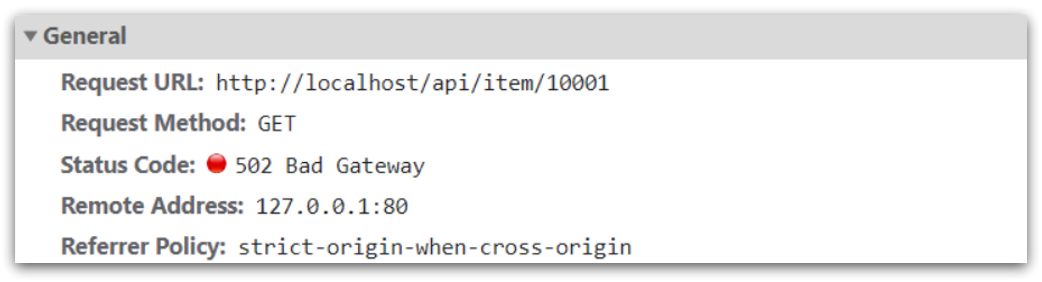 General
Request URL: http://localhost/api/item/10001
Request Method: GET
Status Code: 502 Bad Gateway
Remote Address: 127.0.0.1:80
Referrer Policy: strict-origin-when-cross-origin